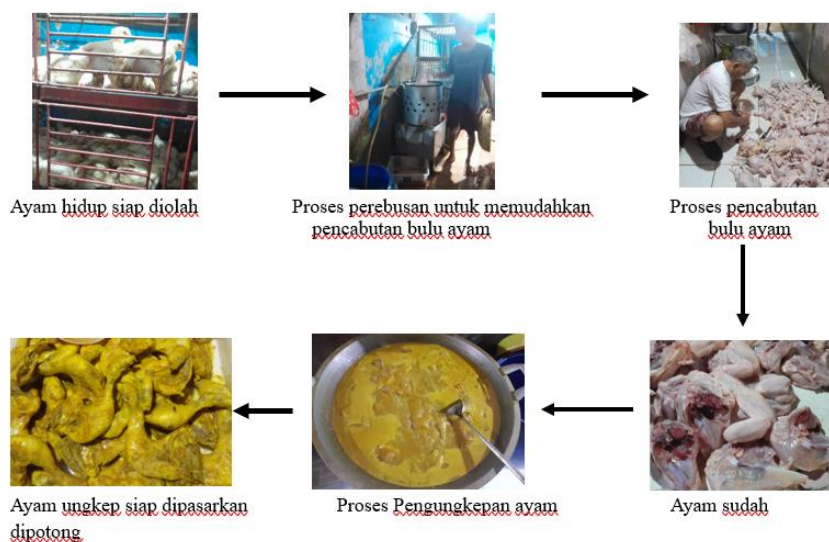 Ayam hidup siap diolah
Proses perebusan untuk memudahkan
pencabutan bulu ayam
Proses pencabutan
bulu ayam
Ayam ungkep siap dipasarkan
dipotong
Proses Pengungkepan ayam
Ayam sudah